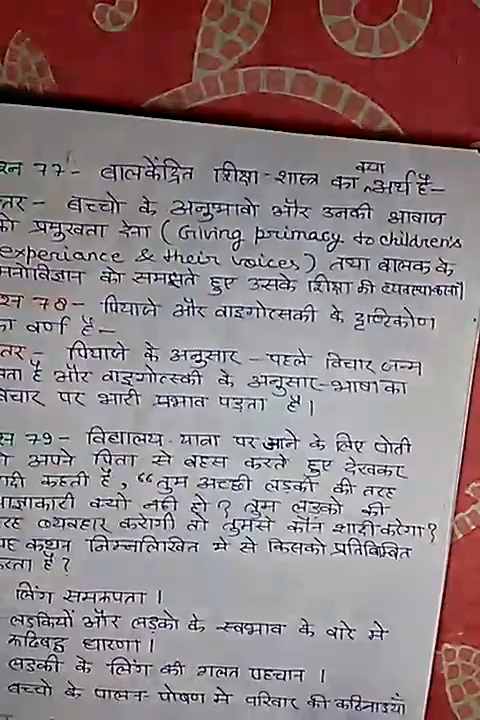 श्न 77 - बालकेंद्रित शिक्षा-शास्त्र का क्या अर्थ है-
त्तर - बच्चो के अनुभावो और उनकी आवाज
को प्रमुखता देना (Giving primacy to children's
experiance & their voices) तथा बालक के
मनोविज्ञान को समझते हुए उसके शिक्षा की व्यवस्था करना।
श्न 78 - पियाजे और वाइगोत्सकी के दृष्टिकोण
का वर्ण है-
त्तर - पियाजे के अनुसार - पहले विचार जन्म
लेता है और वाइगोत्स्की के अनुसार - भाषा का
विचार पर भारी प्रभाव पड़ता है।
श्न 79 - विद्यालय यात्रा पर जाने के लिए पोती
को अपने पिता से बहस करते हुए देखकर
दादी कहती है, "तुम अच्छी लड़की की तरह
आज्ञाकारी क्यो नही हो? तुम लड़को की
तरह व्यवहार करोगी तो तुमसे कौन शादी करेगा?
यह कथन निम्नलिखित मे से किसको प्रतिबिम्बित
करता है?
लिंग समरूपता।
लड़कियों और लड़को के स्वभाव के बारे मे
रूढिबद्ध धारणा।
लड़की के लिंग की गलत पहचान।
बच्चो के पालन-पोषण मे परिवार की कठिनाइयाँ